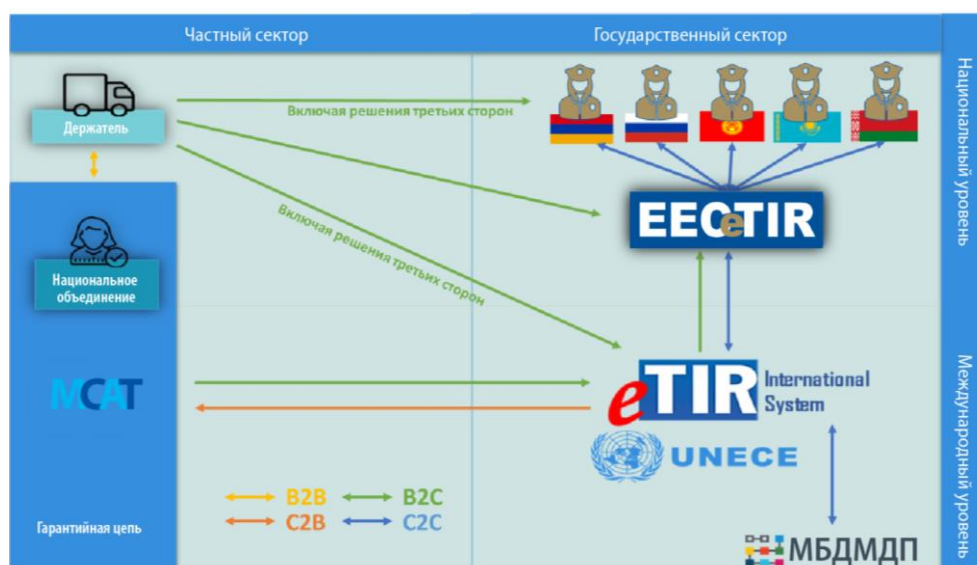 Частный сектор
Государственный сектор
Национальный уровень
Держатель
Включая решения третьих сторон
EECeTIR
Включая решения третьих сторон
Национальное
объединение
МСАТ
eTIR International
System
UNECE
Международный уровень
B2B
B2C
C2B
C2C
Гарантийная цепь
МБДМДП